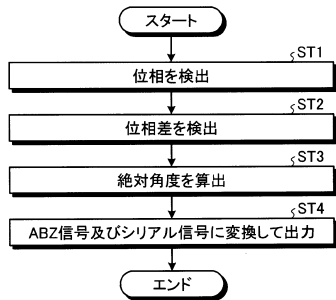 スタート
ST1
位相を検出
ST2
位相差を検出
ST3
絶対角度を算出
ST4
ABZ信号及びシリアル信号に変換して出力
エンド